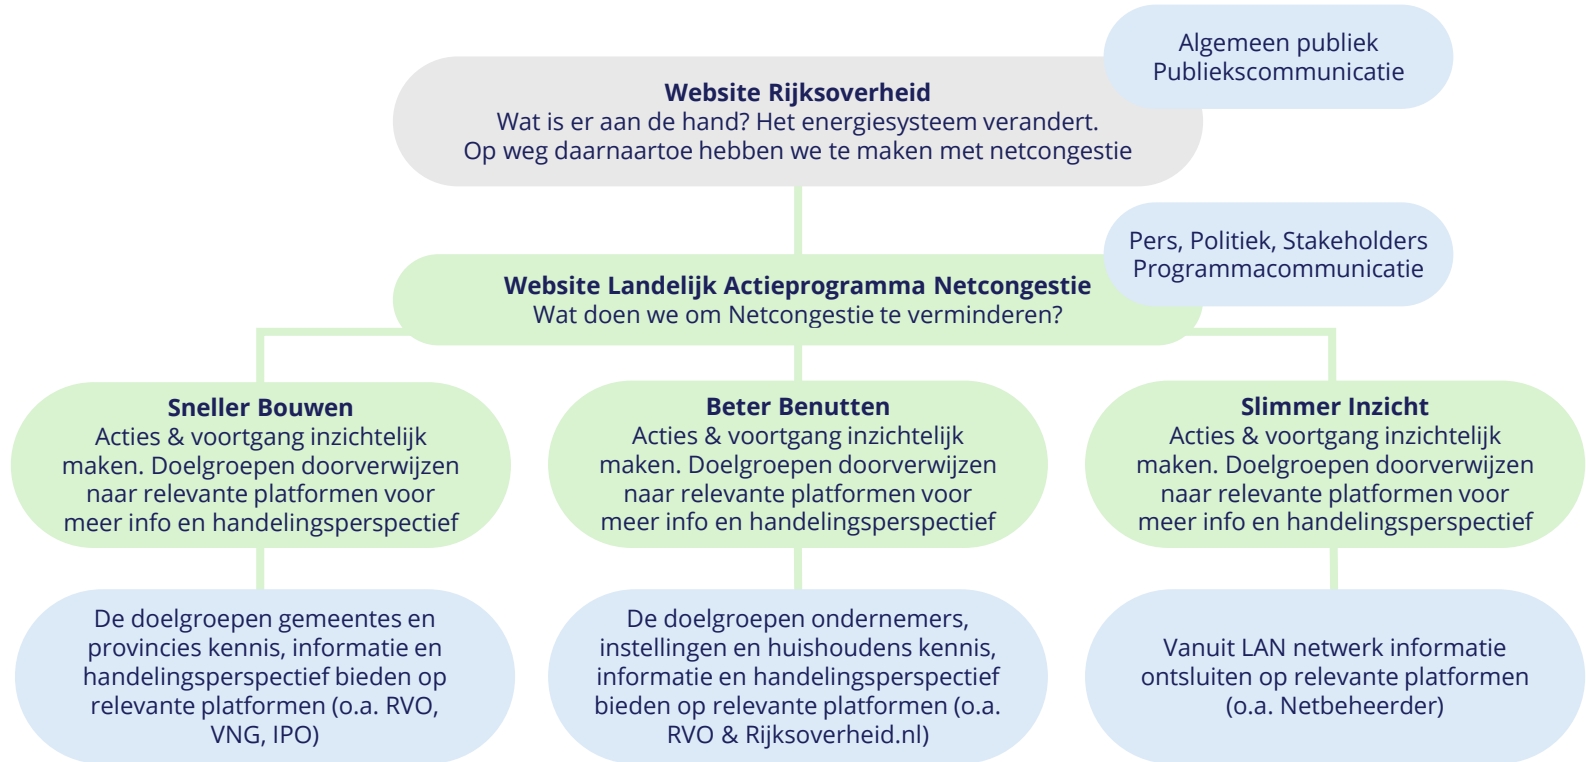 Algemeen publiek
Publiekscommunicatie
Website Rijksoverheid
Wat is er aan de hand? Het energiesysteem verandert.
Op weg daarnaartoe hebben we te maken met netcongestie
Pers, Politiek, Stakeholders
Programmacommunicatie
Website Landelijk Actieprogramma Netcongestie
Wat doen we om Netcongestie te verminderen?
Sneller Bouwen
Acties & voortgang inzichtelijk
maken. Doelgroepen doorverwijzen
naar relevante platformen voor
meer info en handelingsperspectief
Beter Benutten
Acties & voortgang inzichtelijk
maken. Doelgroepen doorverwijzen
naar relevante platformen voor
meer info en handelingsperspectief
Slimmer Inzicht
Acties & voortgang inzichtelijk
maken. Doelgroepen doorverwijzen
naar relevante platformen voor
meer info en handelingsperspectief
De doelgroepen gemeentes en
provincies kennis, informatie en
handelingsperspectief bieden op
relevante platformen (o.a. RVO,
VNG, IPO)
De doelgroepen ondernemers,
instellingen en huishoudens kennis,
informatie en handelingsperspectief
bieden op relevante platformen (o.a.
RVO & Rijksoverheid.nl)
Vanuit LAN netwerk informatie
ontsluiten op relevante platformen
(o.a. Netbeheerder)